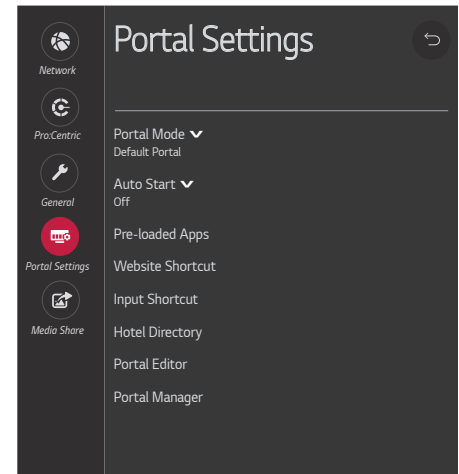 Portal Settings
Network
Pro:Centric
General
Portal Settings
Media Share
Portal Mode
Default Portal
Auto Start
Off
Pre-loaded Apps
Website Shortcut
Input Shortcut
Hotel Directory
Portal Editor
Portal Manager